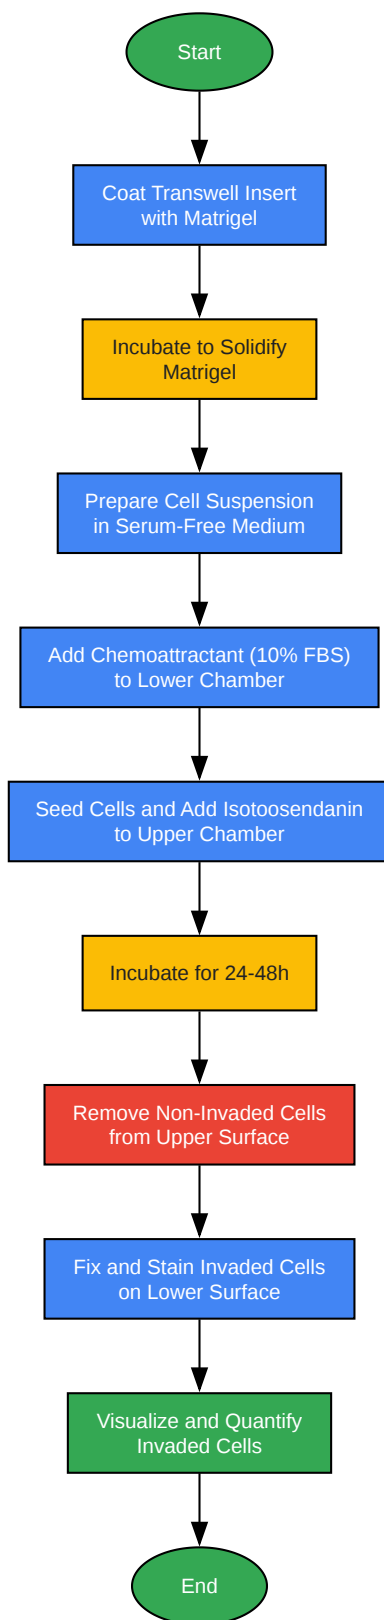 Start
Coat Transwell Insert
with Matrigel
Incubate to Solidify
Matrigel
Prepare Cell Suspension
in Serum-Free Medium
Add Chemoattractant (10% FBS)
to Lower Chamber
Seed Cells and Add Isotoosendanin
to Upper Chamber
Incubate for 24-48h
Remove Non-Invaded Cells
from Upper Surface
Fix and Stain Invaded Cells
on Lower Surface
Visualize and Quantify
Invaded Cells
End